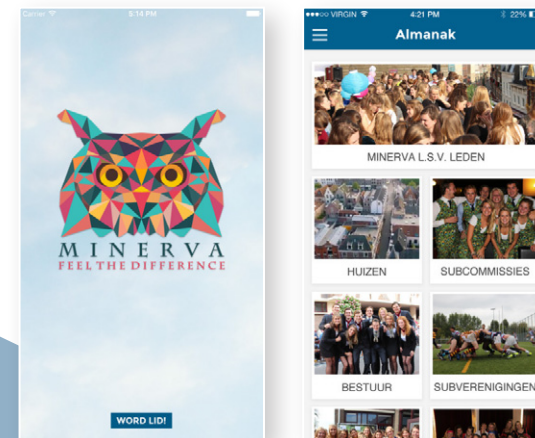 Carrier 5:14 PM
MINERVA
FEEL THE DIFFERENCE
WORD LID!
VIRGIN 4:21 PM 22%
Almanak
MINERVA L.S.V. LEDEN
HUIZEN
SUBCOMMISSIES
BESTUUR
SUBVERENIGINGEN